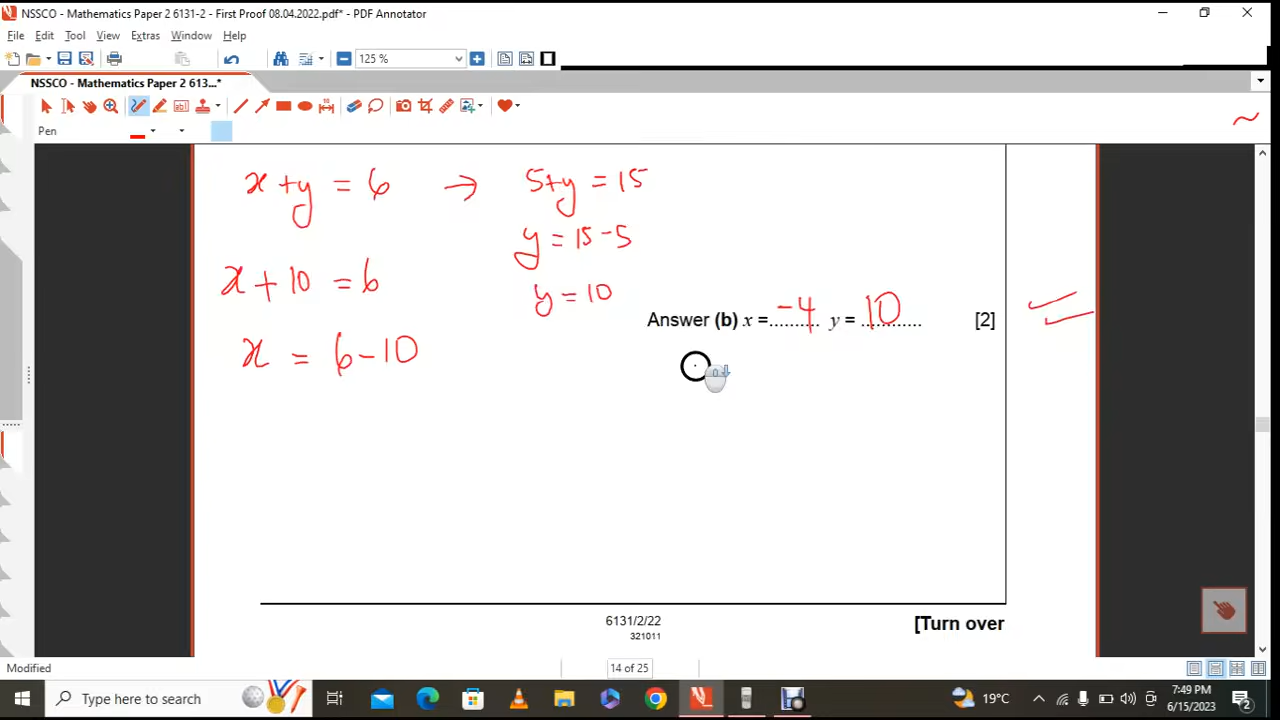 NSSCO - Mathematics Paper 2 6131-2 - First Proof 08.04.2022.pdf* - PDF Annotator
File Edit Tool View Extras Window Help
125 %
NSSCO - Mathematics Paper 2 613...*
Pen
x + y = 6 → 5 + y = 15
y = 15 - 5
x + 10 = 6
y = 10
Answer (b) x = -4 y = 10 [2]
x = 6 - 10
6131/2/22
321011
[Turn over
Modified
14 of 25
Type here to search
19°C
7:49 PM
6/15/2023
2